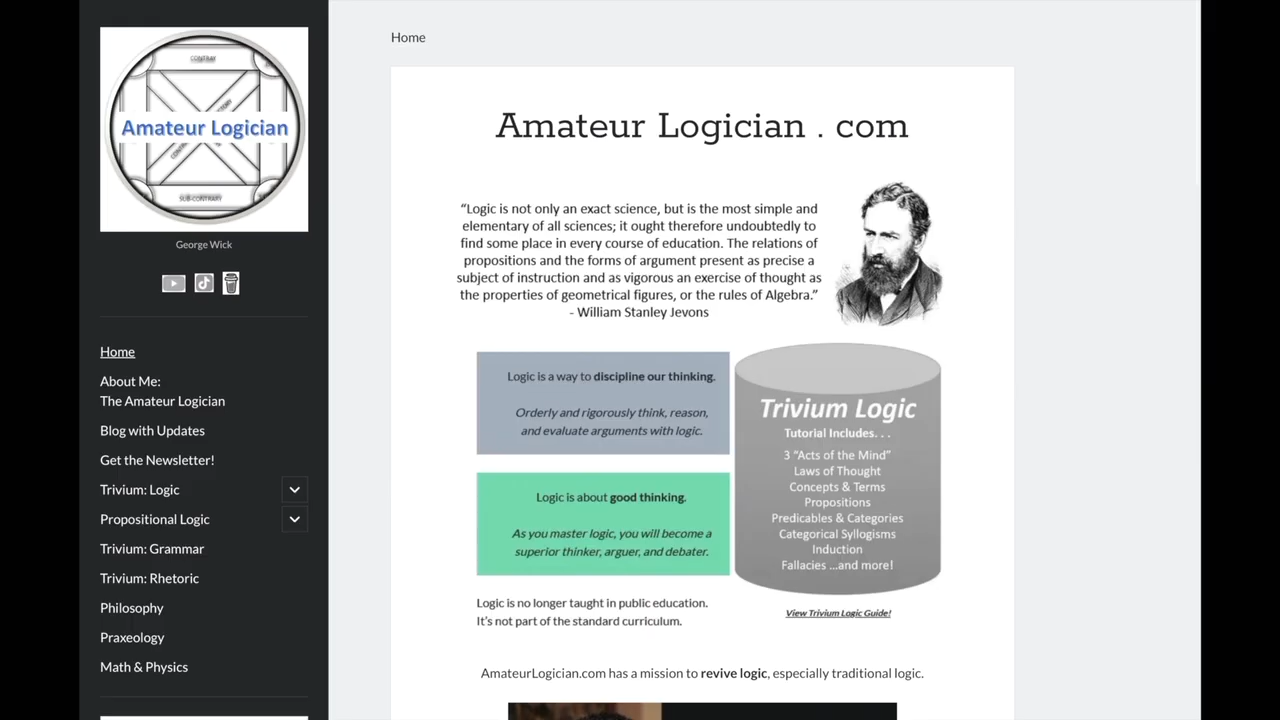 CONTRAY
Amateur Logician
SUB-CONTRARY
George Wick
Home
About Me:
The Amateur Logician
Blog with Updates
Get the Newsletter!
Trivium: Logic
Propositional Logic
Trivium: Grammar
Trivium: Rhetoric
Philosophy
Praxeology
Math & Physics
Home
Amateur Logician . com
“Logic is not only an exact science, but is the most simple and
elementary of all sciences; it ought therefore undoubtedly to
find some place in every course of education. The relations of
propositions and the forms of argument present as precise a
subject of instruction and as vigorous an exercise of thought as
the properties of geometrical figures, or the rules of Algebra.”
- William Stanley Jevons
Logic is a way to discipline our thinking.
Orderly and rigorously think, reason,
and evaluate arguments with logic.
Logic is about good thinking.
As you master logic, you will become a
superior thinker, arguer, and debater.
Logic is no longer taught in public education.
It’s not part of the standard curriculum.
Trivium Logic
Tutorial Includes. . .
3 “Acts of the Mind”
Laws of Thought
Concepts & Terms
Propositions
Predicables & Categories
Categorical Syllogisms
Induction
Fallacies ...and more!
View Trivium Logic Guide!
AmateurLogician.com has a mission to revive logic, especially traditional logic.